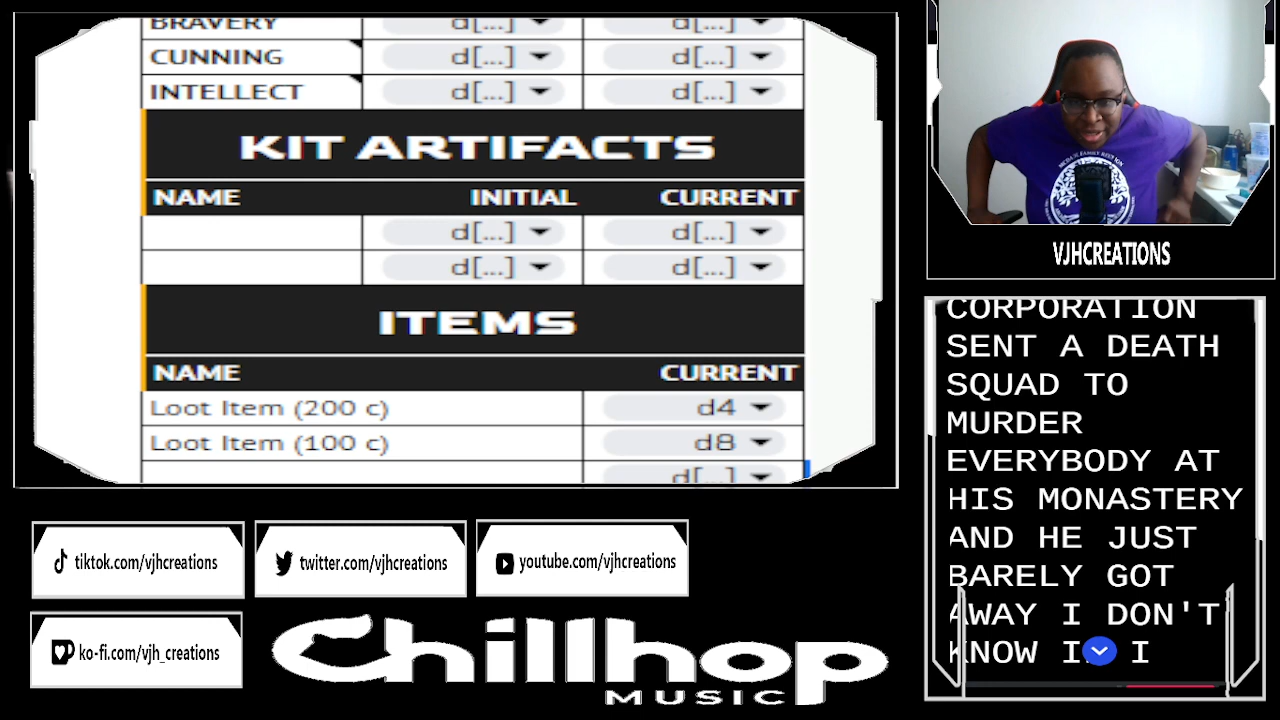 BRAVERY d[...] d[...]
CUNNING d[...] d[...]
INTELLECT d[...] d[...]
KIT ARTIFACTS
NAME INITIAL CURRENT
d[...] d[...]
d[...] d[...]
ITEMS
NAME CURRENT
Loot Item (200 c) d4
Loot Item (100 c) d8
d[...]
VJHCREATIONS
CORPORATION
SENT A DEATH
SQUAD TO
MURDER
EVERYBODY AT
HIS MONASTERY
AND HE JUST
BARELY GOT
AWAY I DON'T
KNOW I
tiktok.com/vjhcreations
twitter.com/vjhcreations
youtube.com/vjhcreations
ko-fi.com/vjh_creations
Chillhop
MUSIC